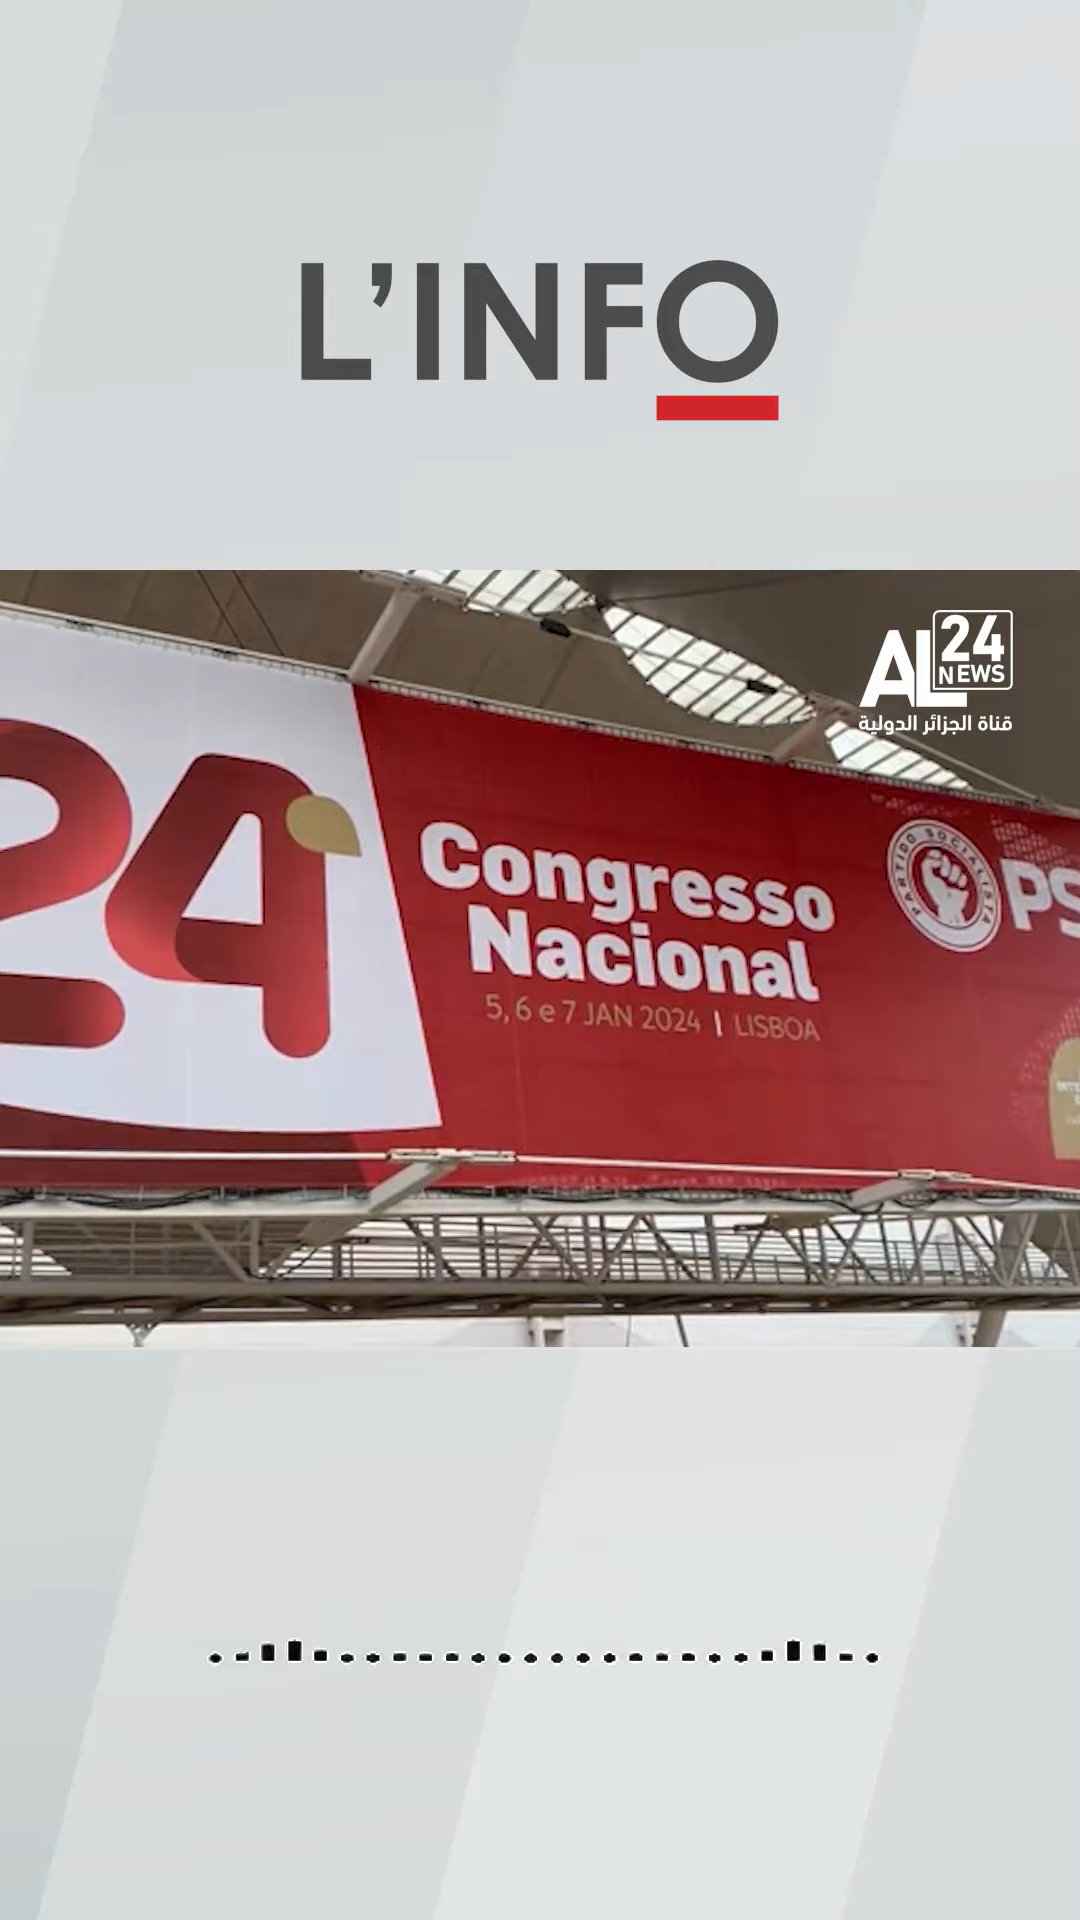 L'INFO
AL 24 NEWS
قناة الجزائر الدولية
24
Congresso
Nacional
5, 6 e 7 JAN 2024 | LISBOA
PARTIDO SOCIALISTA
PS